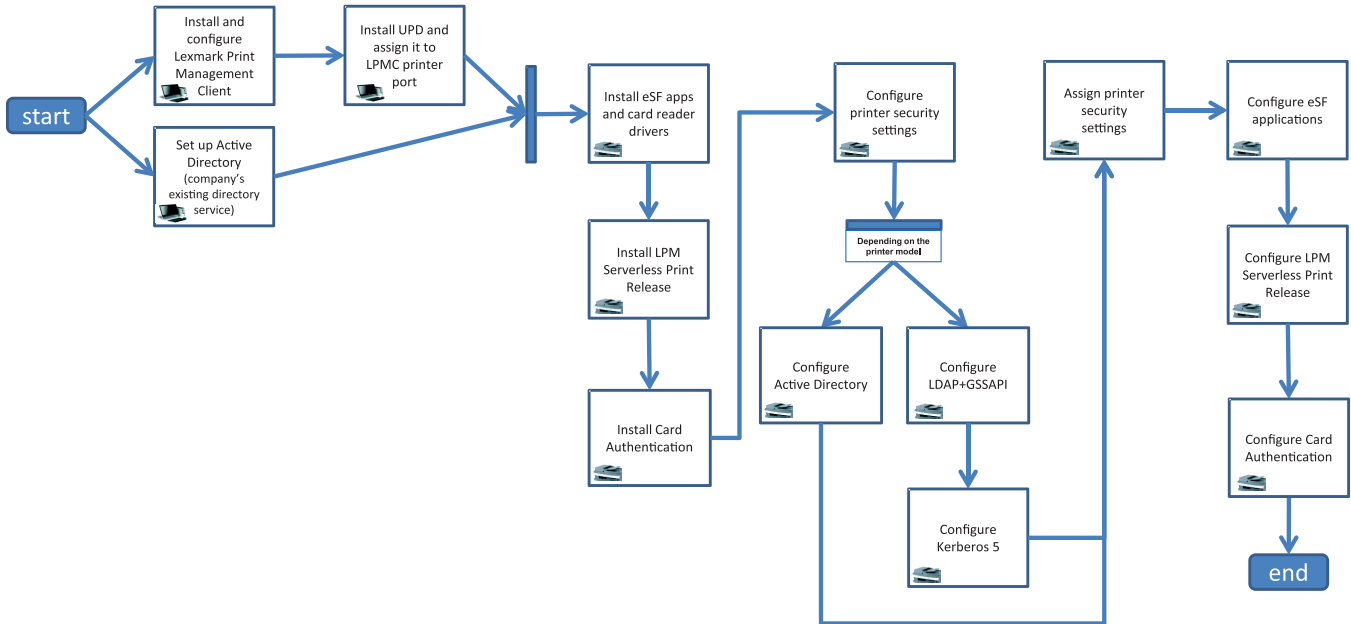 start
Install and
configure
Lexmark Print
Management
Client
Install UPD and
assign it to
LPMC printer
port
Set up Active
Directory
(company's
existing directory
service)
Install eSF apps
and card reader
drivers
Install LPM
Serverless Print
Release
Install Card
Authentication
Configure
printer security
settings
Depending on the
printer model
Configure
Active Directory
Configure
LDAP+GSSAPI
Configure
Kerberos 5
Assign printer
security
settings
Configure eSF
applications
Configure LPM
Serverless Print
Release
Configure Card
Authentication
end